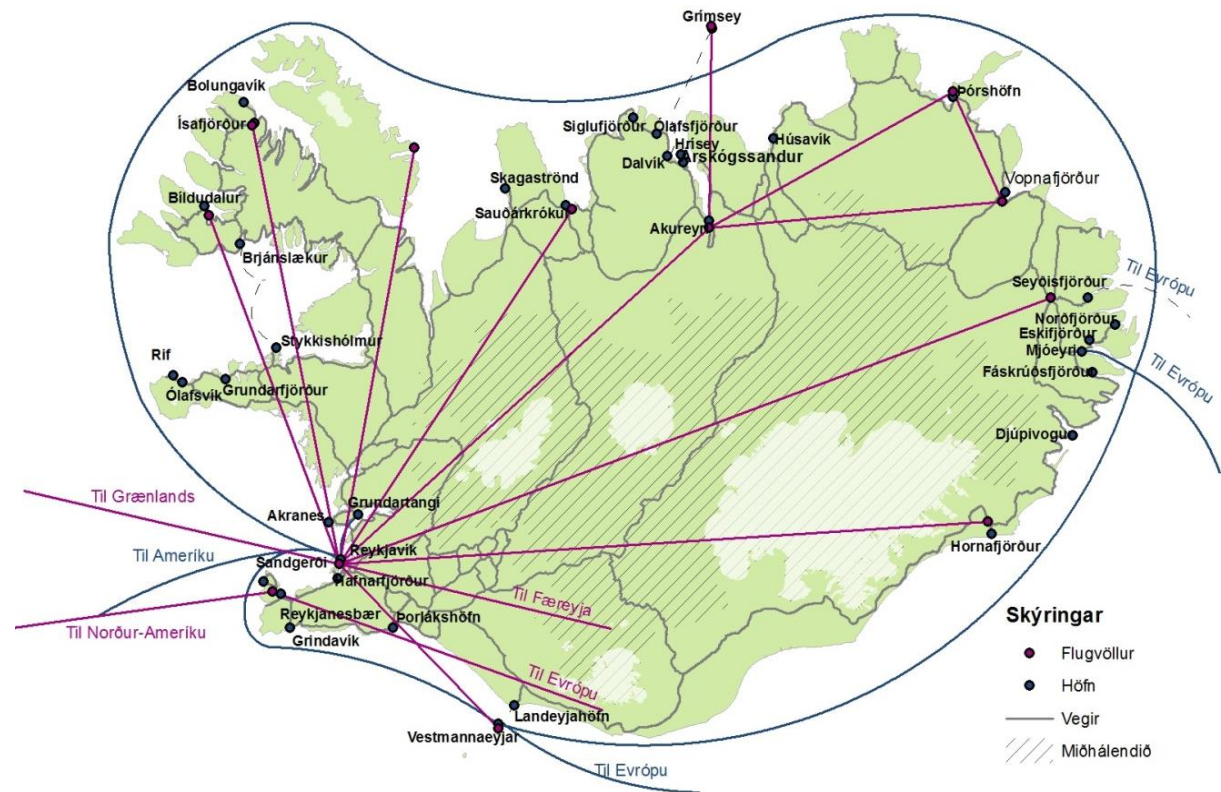 Grímsey
Bolungavík
Ísafjörður
Þórshöfn
Siglufjörður
Ólafsfjörður
Hrísey
Húsavík
Dalvík
Árskógssandur
Skagaströnd
Vopnafjörður
Bíldudalur
Sauðárkrókur
Akureyri
Brjánslækur
Seyðisfjörður
Til Evrópu
Norðfjörður
Eskifjörður
Mjóeyri
Stykkishólmur
Rif
Fáskrúðsfjörður
Til Evrópu
Ólafsvík
Grundarfjörður
Djúpivogu
Til Grænlands
Grundartangi
Akranes
Hornafjörður
Til Ameríku
Reykjavík
Sandgerði
Hafnarfjörður
Til Færeyja
Reykjanesbær
Þorlákshöfn
Til Norður-Ameríku
Grindavík
Til Evrópu
Landeyjahöfn
Vestmannaeyjar
Til Evrópu
Skýringar
Flugvöllur
Höfn
Vegir
Miðhálendið